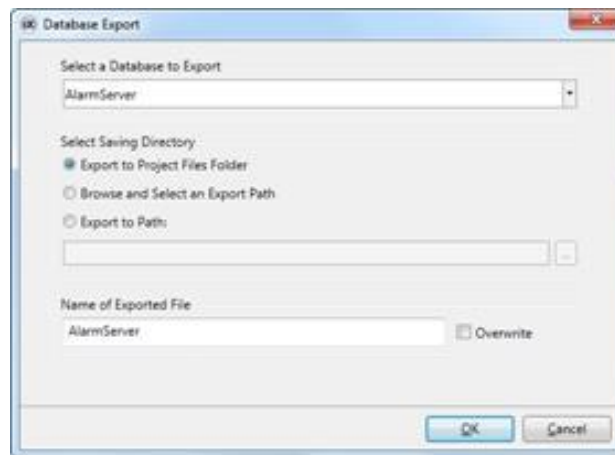 Database Export
Select a Database to Export
AlarmServer
Select Saving Directory
Export to Project Files Folder
Browse and Select an Export Path
Export to Path:
...
Name of Exported File
AlarmServer
Overwrite
OK
Cancel